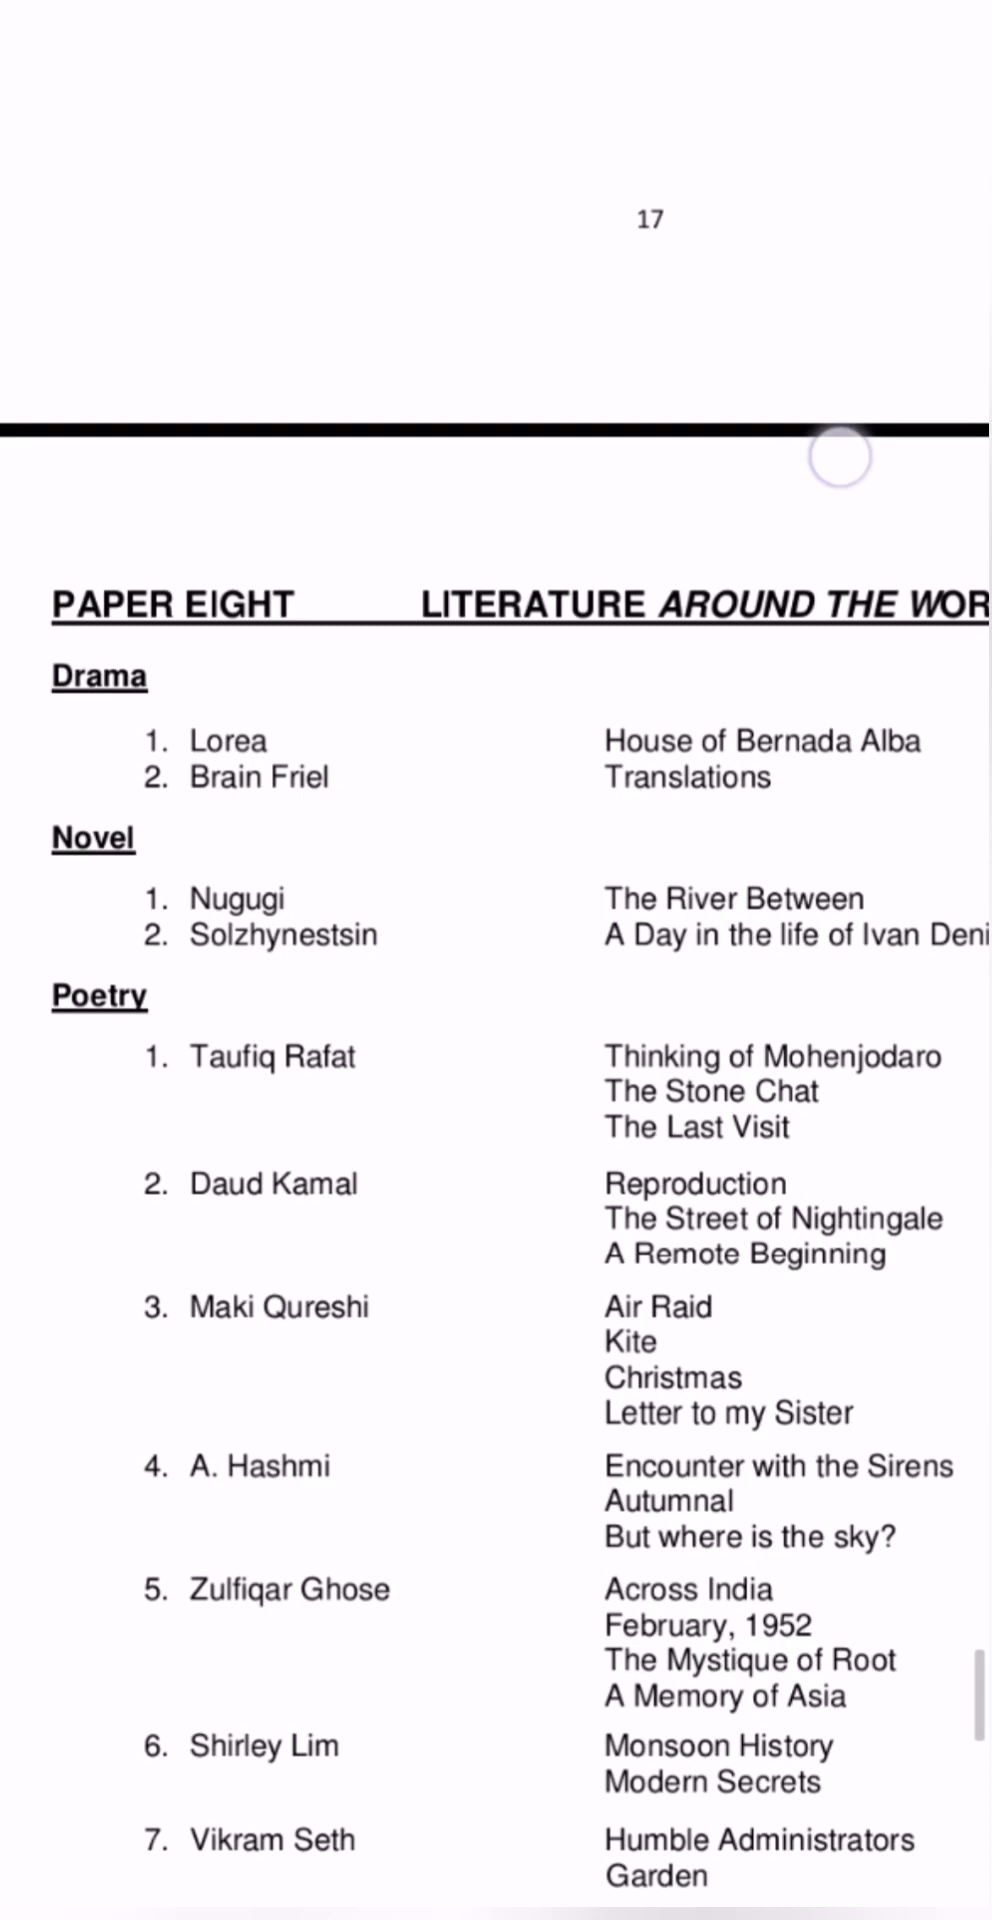 17
PAPER EIGHT LITERATURE AROUND THE WOR
Drama
1. Lorea House of Bernada Alba
2. Brain Friel Translations
Novel
1. Nugugi The River Between
2. Solzhynestsin A Day in the life of Ivan Deni
Poetry
1. Taufiq Rafat Thinking of Mohenjodaro
The Stone Chat
The Last Visit
2. Daud Kamal Reproduction
The Street of Nightingale
A Remote Beginning
3. Maki Qureshi Air Raid
Kite
Christmas
Letter to my Sister
4. A. Hashmi Encounter with the Sirens
Autumnal
But where is the sky?
5. Zulfiqar Ghose Across India
February, 1952
The Mystique of Root
A Memory of Asia
6. Shirley Lim Monsoon History
Modern Secrets
7. Vikram Seth Humble Administrators
Garden